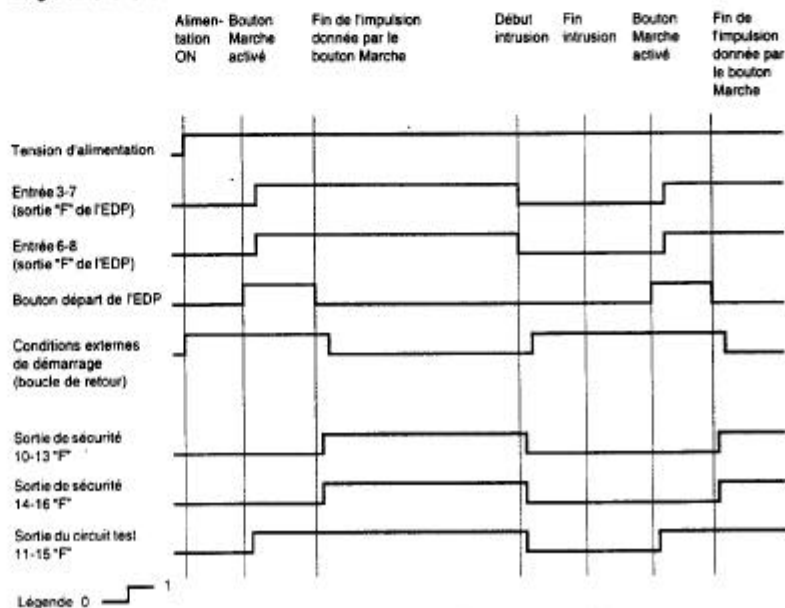 Alimen-
tation
ON
Bouton
Marche
activé
Fin de l'impulsion
donnée par le
bouton Marche
Début
intrusion
Fin
intrusion
Bouton
Marche
activé
Fin de
l'impulsion
donnée par
le bouton
Marche
Tension d'alimentation
Entrée 3-7
(sortie "F" de l'EDP)
Entrée 6-8
(sortie "F" de l'EDP)
Bouton départ de l'EDP
Conditions externes
de démarrage
(boucle de retour)
Sortie de sécurité
10-13 "F"
Sortie de sécurité
14-16 "F"
Sortie du circuit test
11-15 "F"
Légende 0 1